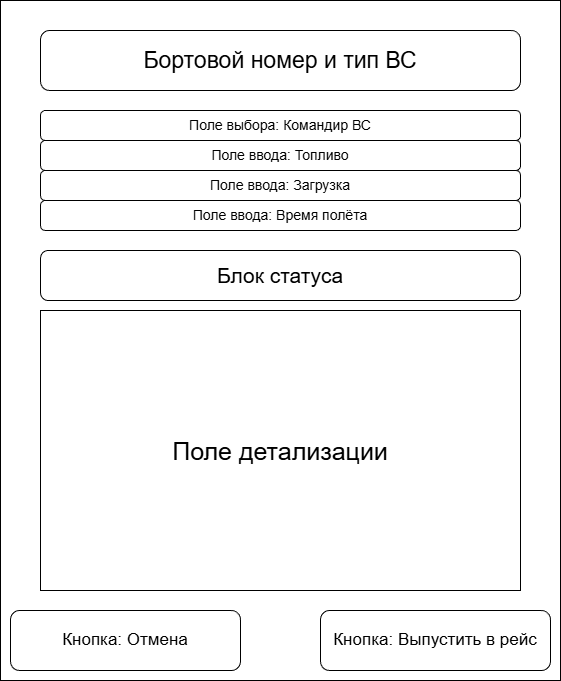 Бортовой номер и тип ВС
Поле выбора: Командир ВС
Поле ввода: Топливо
Поле ввода: Загрузка
Поле ввода: Время полёта
Блок статуса
Поле детализации
Кнопка: Отмена
Кнопка: Выпустить в рейс